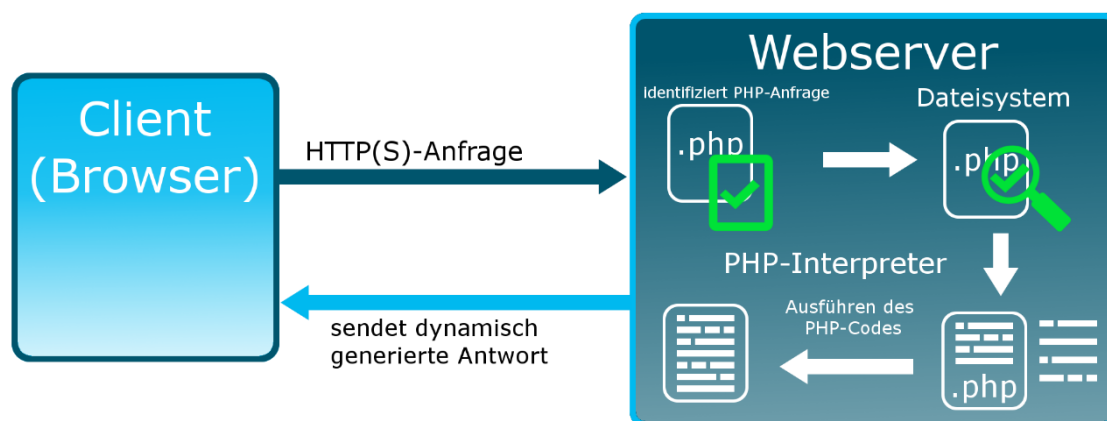 Client
(Browser)
HTTP(S)-Anfrage
sendet dynamisch
generierte Antwort
Webserver
Identifiziert PHP-Anfrage
.php
Dateisystem
.php
PHP-Interpreter
Ausführen des
PHP-Codes
.php